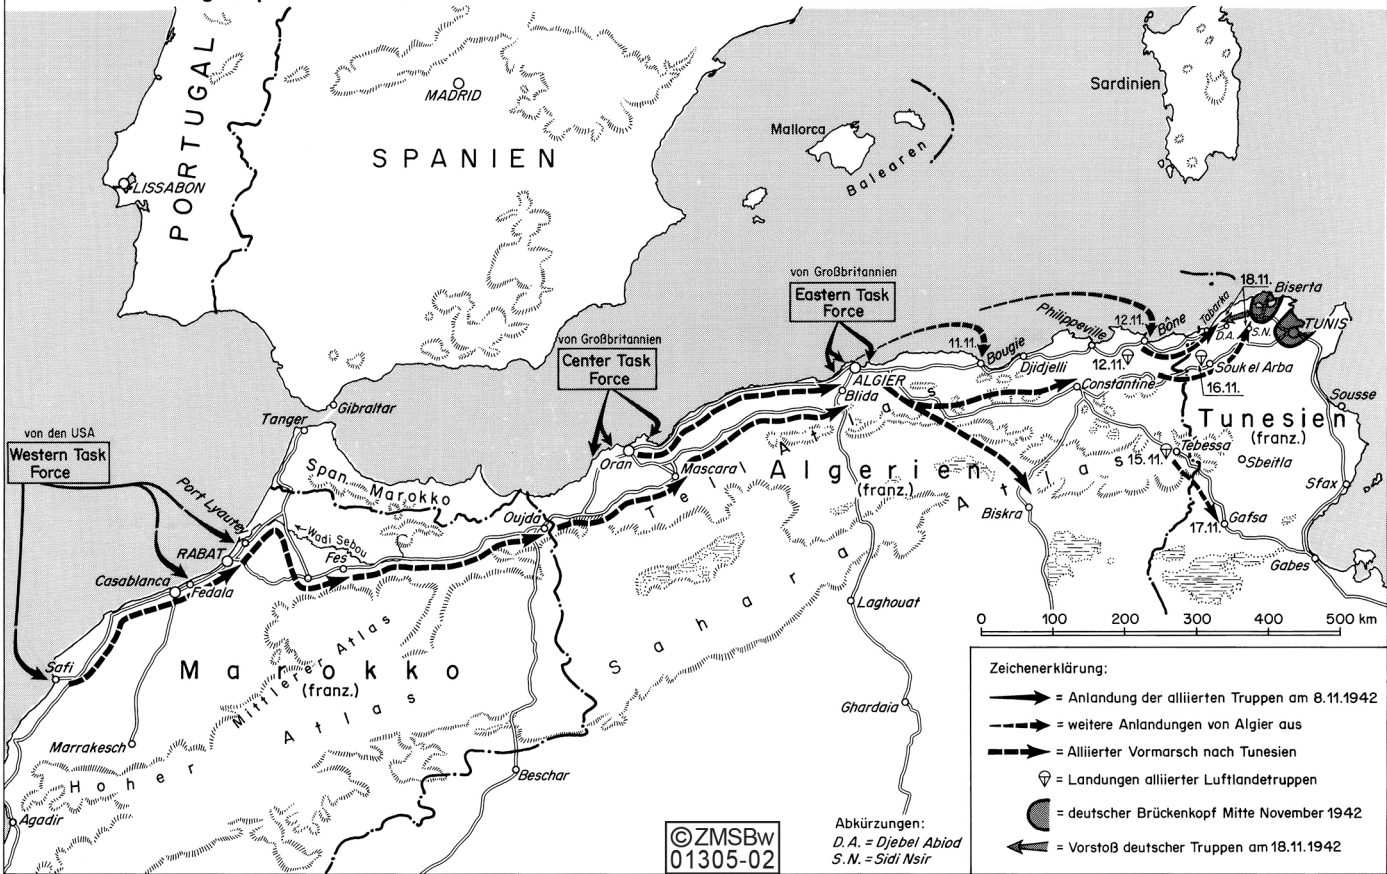 PORTUGAL
MADRID
SPANIEN
LISSABON
Sardinien
Mallorca
Balearen
von Großbritannien
Eastern Task
Force
von Großbritannien
Center Task
Force
von den USA
Western Task
Force
18.11.
Biserta
TUNIS
Tabarka
D.A.
S.N.
12.11.
Bône
Philippeville
11.11.
Bougie
Djidjelli
12.11.
Souk el Arba
16.11.
ALGIER
Blida
Constantine
Sousse
Tunesien
(franz.)
Tebessa
15.11.
Sbeitla
Sfax
Gafsa
17.11.
Gabes
Gibraltar
Tanger
Span. Marokko
Port Lyautey
Wadi Sebou
RABAT
Fès
Casablanca
Fedala
Safi
Oujda
Oran
Mascara
Tel Atlas
Algerien
(franz.)
Atlas
Biskra
Sahara
Laghouat
Ghardaia
Marokko
(franz.)
Mittlerer Atlas
Hoher Atlas
Marrakesch
Agadir
Beschar
0 100 200 300 400 500 km
Zeichenerklärung:
= Anlandung der alliierten Truppen am 8.11.1942
= weitere Anlandungen von Algier aus
= Alliierter Vormarsch nach Tunesien
= Landungen alliierter Luftlandetruppen
= deutscher Brückenkopf Mitte November 1942
= Vorstoß deutscher Truppen am 18.11.1942
Abkürzungen:
D.A. = Djebel Abiod
S.N. = Sidi Nsir
©ZMSBw
01305-02